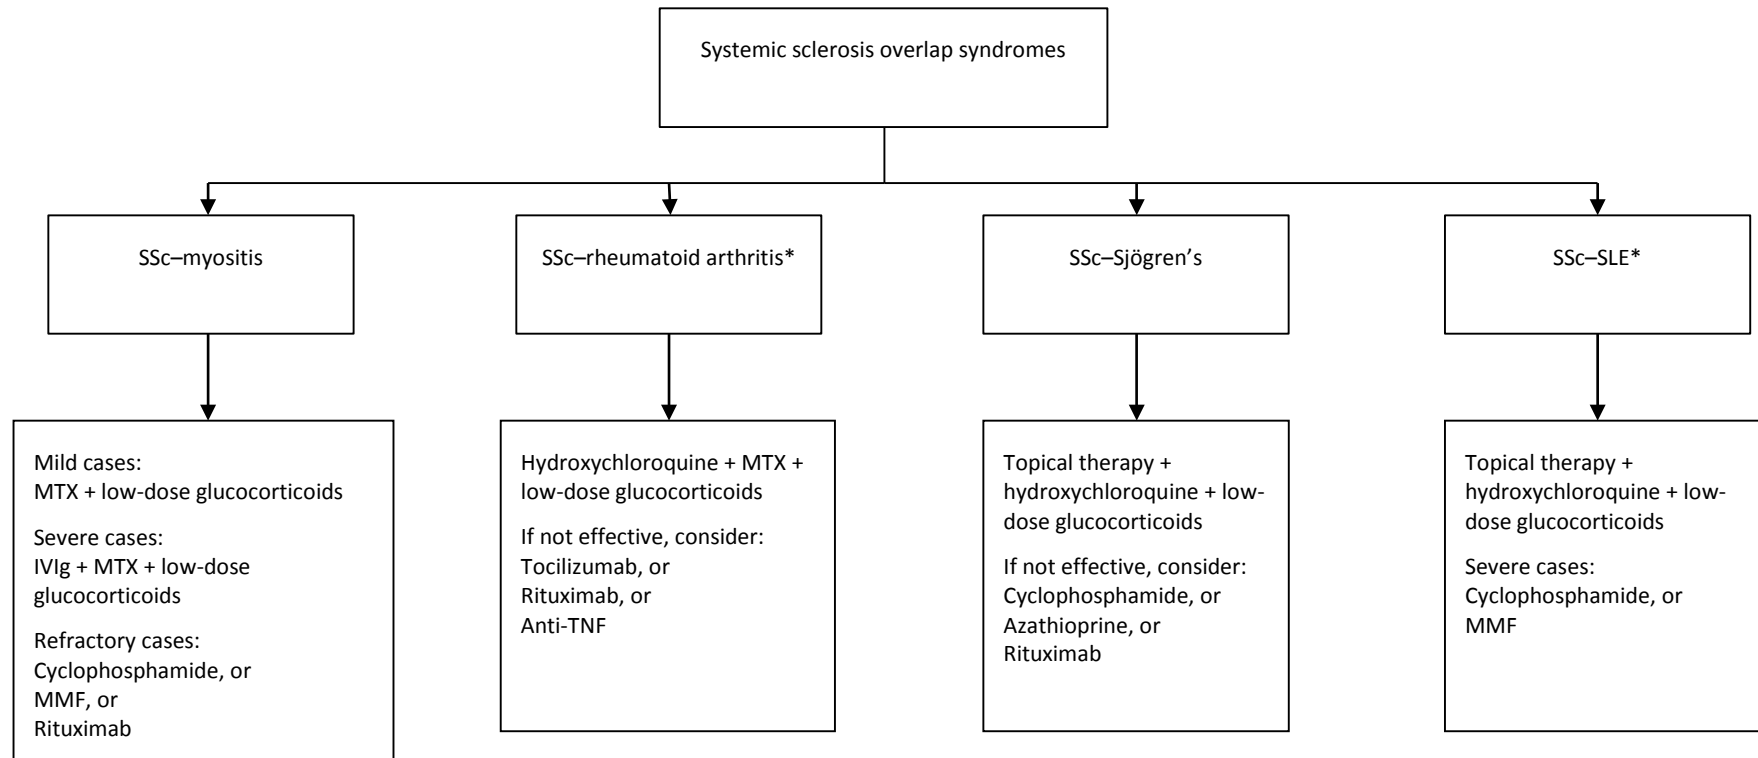 Systemic sclerosis overlap syndromes
SSc–myositis
SSc–rheumatoid arthritis*
SSc–Sjögren’s
SSc–SLE*
Mild cases:
MTX + low-dose glucocorticoids
Severe cases:
IVIg + MTX + low-dose
glucocorticoids
Refractory cases:
Cyclophosphamide, or
MMF, or
Rituximab
Hydroxychloroquine + MTX +
low-dose glucocorticoids
If not effective, consider:
Tocilizumab, or
Rituximab, or
Anti-TNF
Topical therapy +
hydroxychloroquine + low-
dose glucocorticoids
If not effective, consider:
Cyclophosphamide, or
Azathioprine, or
Rituximab
Topical therapy +
hydroxychloroquine + low-
dose glucocorticoids
Severe cases:
Cyclophosphamide, or
MMF